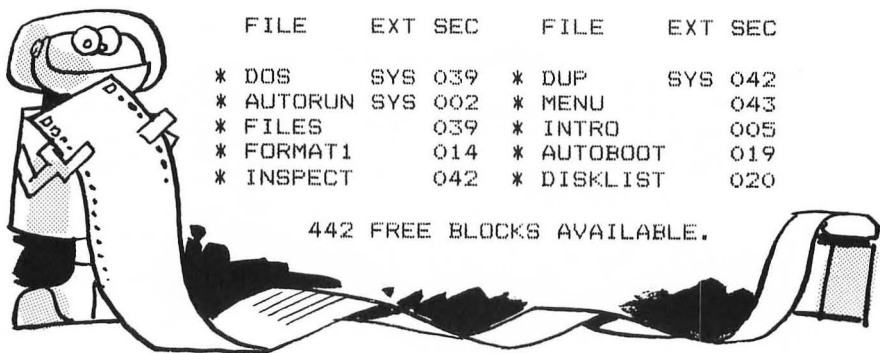 FILE EXT SEC FILE EXT SEC
* DOS SYS 039 * DUP SYS 042
* AUTORUN SYS 002 * MENU 043
* FILES 039 * INTRO 005
* FORMAT1 014 * AUTOBOOT 019
* INSPECT 042 * DISKLIST 020
442 FREE BLOCKS AVAILABLE.